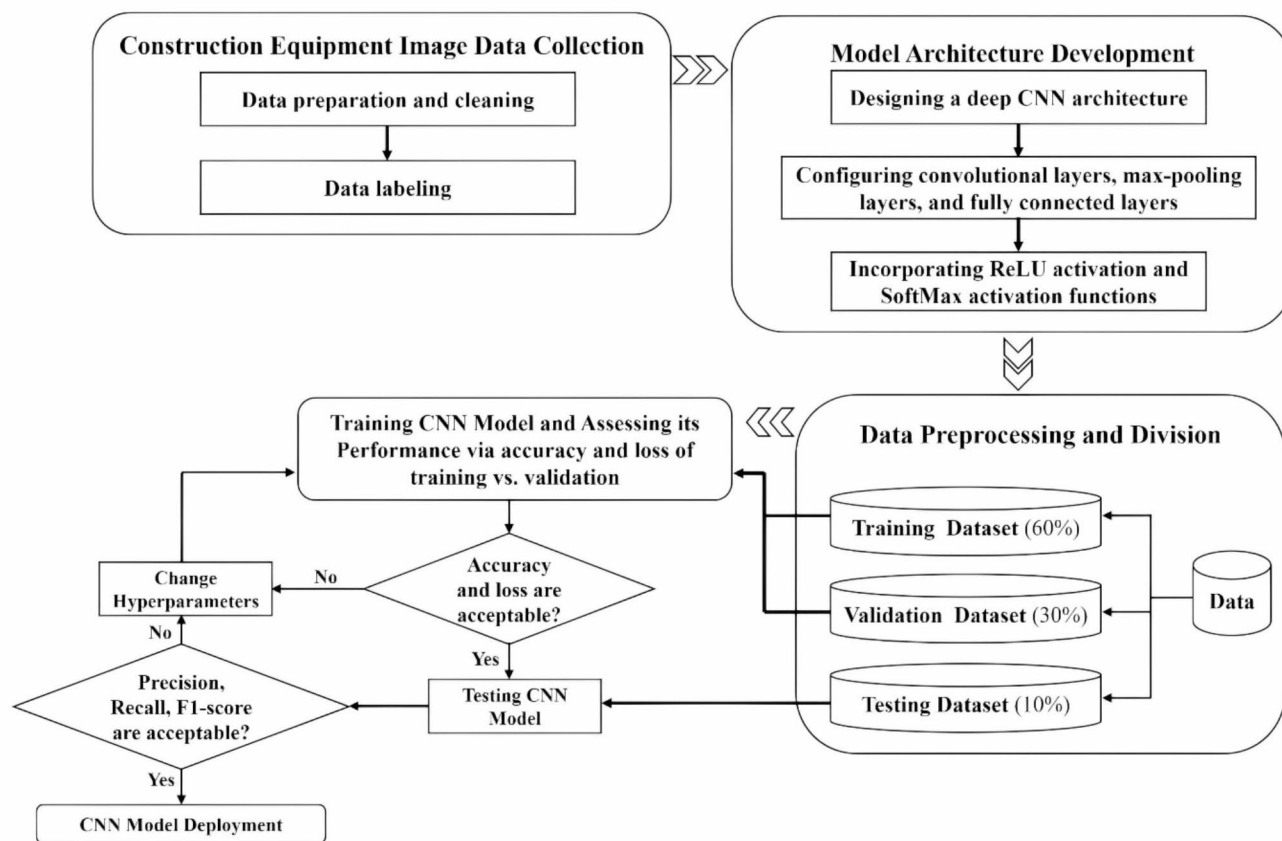 Construction Equipment Image Data Collection
Data preparation and cleaning
Data labeling
Model Architecture Development
Designing a deep CNN architecture
Configuring convolutional layers, max-pooling
layers, and fully connected layers
Incorporating ReLU activation and
SoftMax activation functions
Data Preprocessing and Division
Training Dataset (60%)
Validation Dataset (30%)
Testing Dataset (10%)
Data
Training CNN Model and Assessing its
Performance via accuracy and loss of
training vs. validation
Accuracy
and loss are
acceptable?
No
Change
Hyperparameters
Yes
Testing CNN
Model
Precision,
Recall, F1-score
are acceptable?
No
Yes
CNN Model Deployment